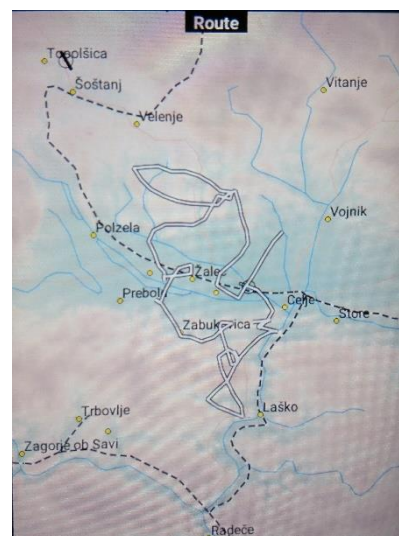 Route
Topolšica
Šoštanj
Vitanje
Velenje
Vojnik
Polzela
Žalec
Prebold
Celje
Store
Zabukovica
Trbovlje
Laško
Zagorje ob Savi
Radeče